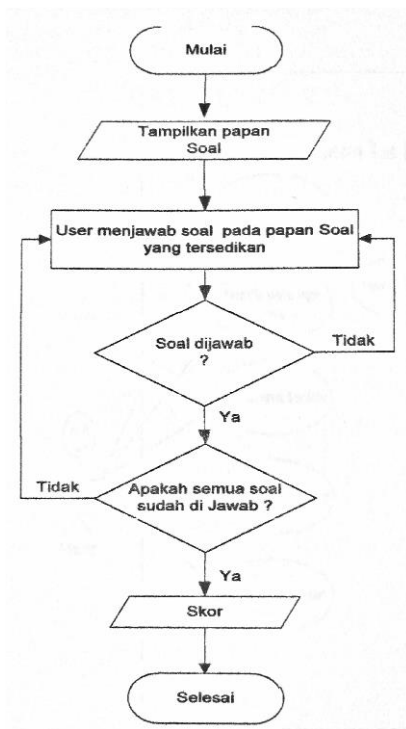 Mulai
Tampilkan papan
Soal
User menjawab soal pada papan Soal
yang tersedikan
Soal dijawab
?
Tidak
Ya
Tidak
Apakah semua soal
sudah di Jawab ?
Ya
Skor
Selesai